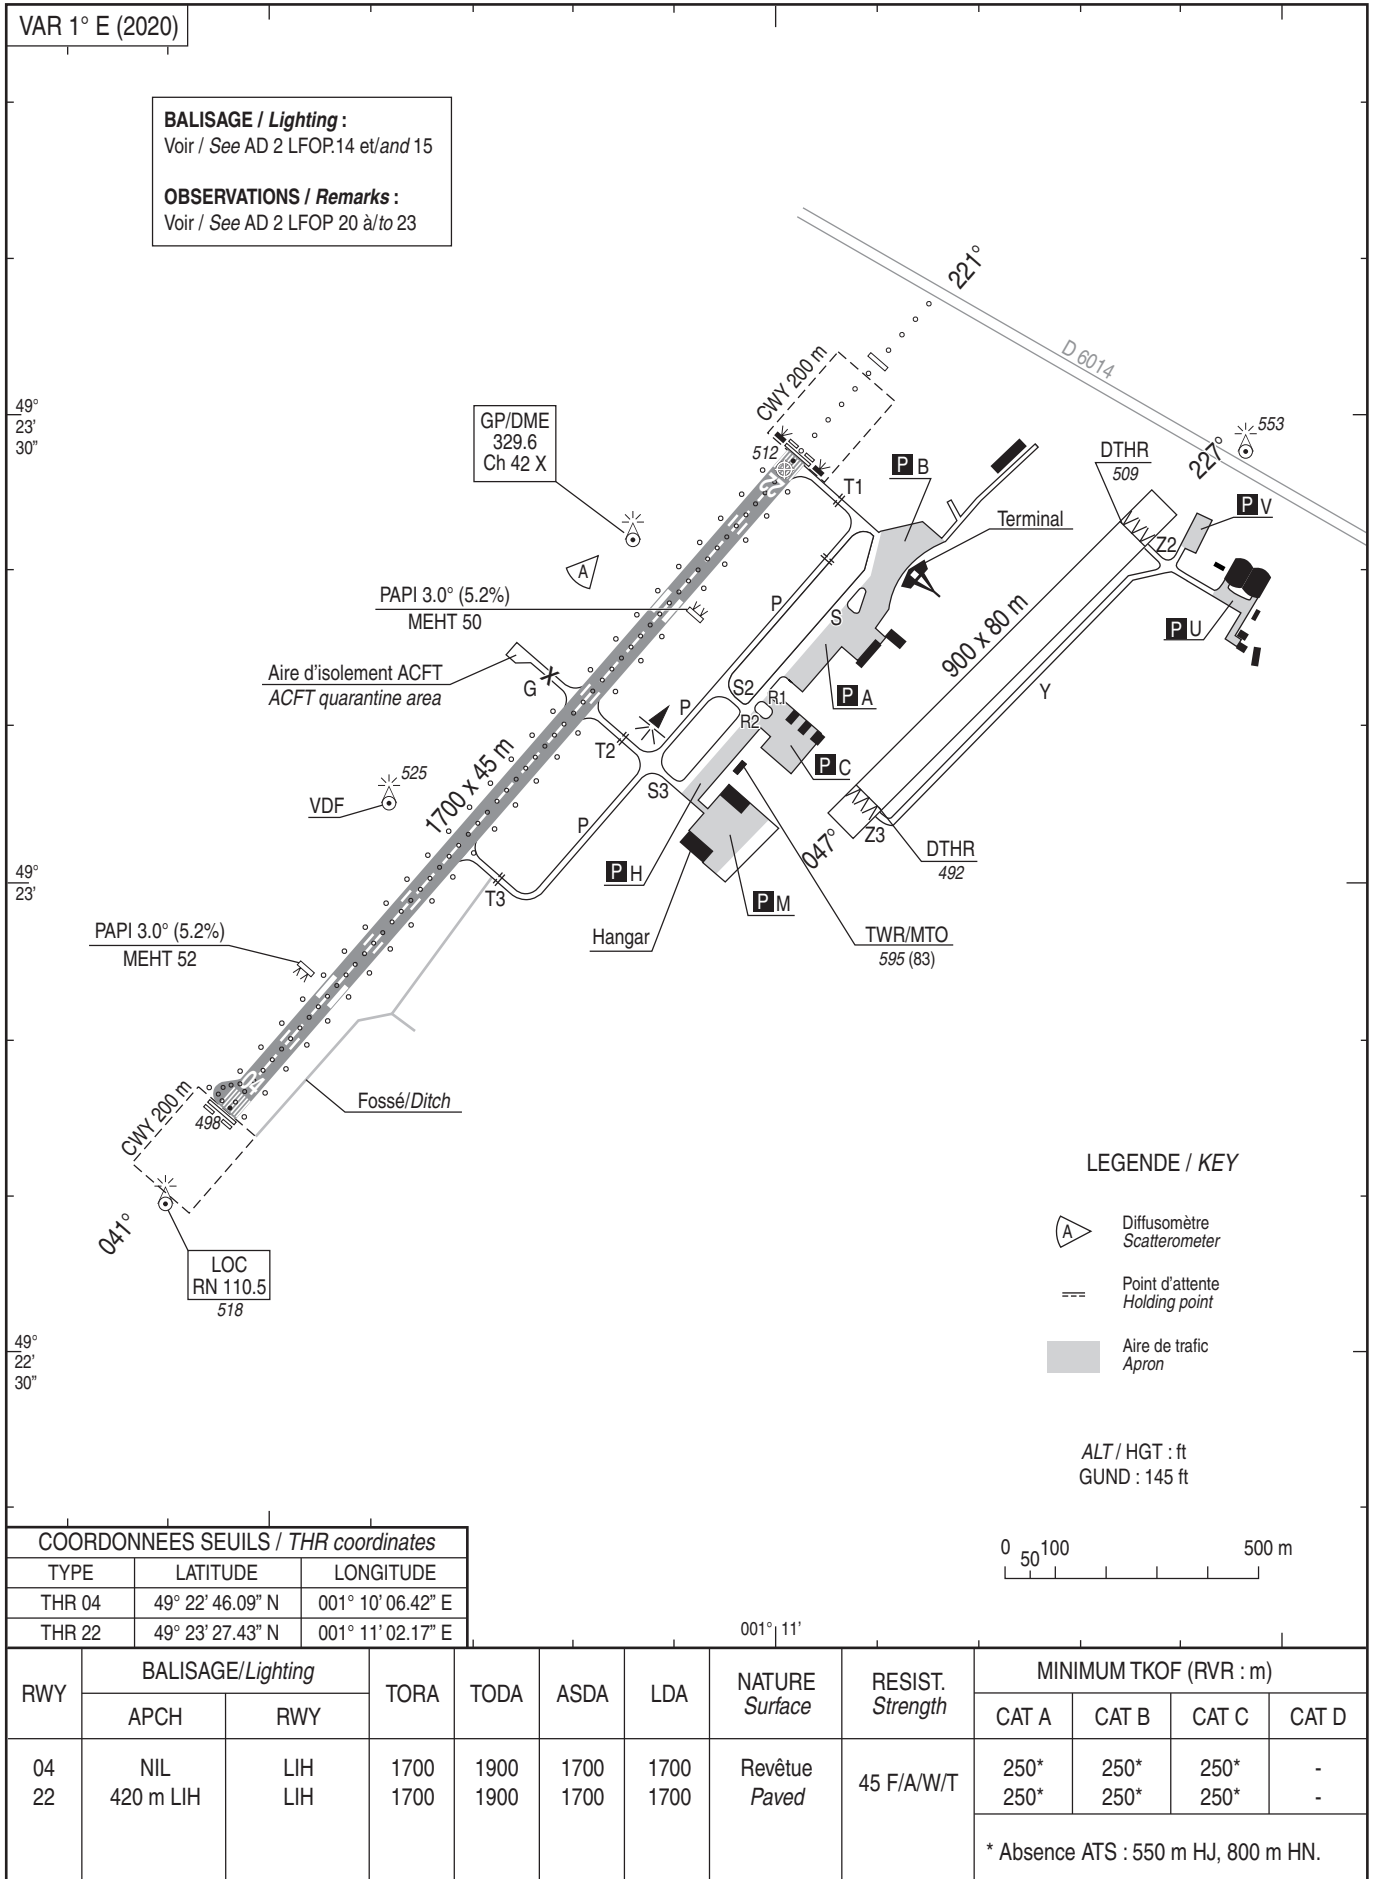 VAR 1° E (2020)
BALISAGE / Lighting :
Voir / See AD 2 LFOP.14 et/and 15
OBSERVATIONS / Remarks :
Voir / See AD 2 LFOP 20 à/to 23
221°
D 6014
CWY 200 m
49°
23'
30”
GP/DME
329.6
Ch 42 X
512
22
553
DTHR
509
227°
P B
T1
Terminal
P V
Z2
A
PAPI 3.0° (5.2%)
MEHT 50
P
S
900 x 80 m
P U
Aire d'isolement ACFT
ACFT quarantine area
G
X
S2
R1
P A
Y
P
R2
T2
1700 x 45 m
P C
525
VDF
S3
P
047°
Z3
DTHR
492
49°
23'
P H
T3
P M
PAPI 3.0° (5.2%)
MEHT 52
Hangar
TWR/MTO
595 (83)
04
CWY 200 m
498
Fossé/Ditch
041°
LOC
RN 110.5
518
LEGENDE / KEY
A
Diffusomètre
Scatterometer
Point d'attente
Holding point
49°
22'
30”
Aire de trafic
Apron
ALT / HGT : ft
GUND : 145 ft
0 50 100 500 m
COORDONNEES SEUILS / THR coordinates
TYPE LATITUDE LONGITUDE
THR 04 49° 22' 46.09” N 001° 10' 06.42” E
THR 22 49° 23' 27.43” N 001° 11' 02.17” E
001° 11'
RWY BALISAGE/Lighting TORA TODA ASDA LDA NATURE RESIST. MINIMUM TKOF (RVR : m)
Surface Strength
APCH RWY CAT A CAT B CAT C CAT D
04 NIL LIH 1700 1900 1700 1700 Revêtue 45 F/A/W/T 250* 250* 250* -
22 420 m LIH LIH 1700 1900 1700 1700 Paved 250* 250* 250* -
* Absence ATS : 550 m HJ, 800 m HN.